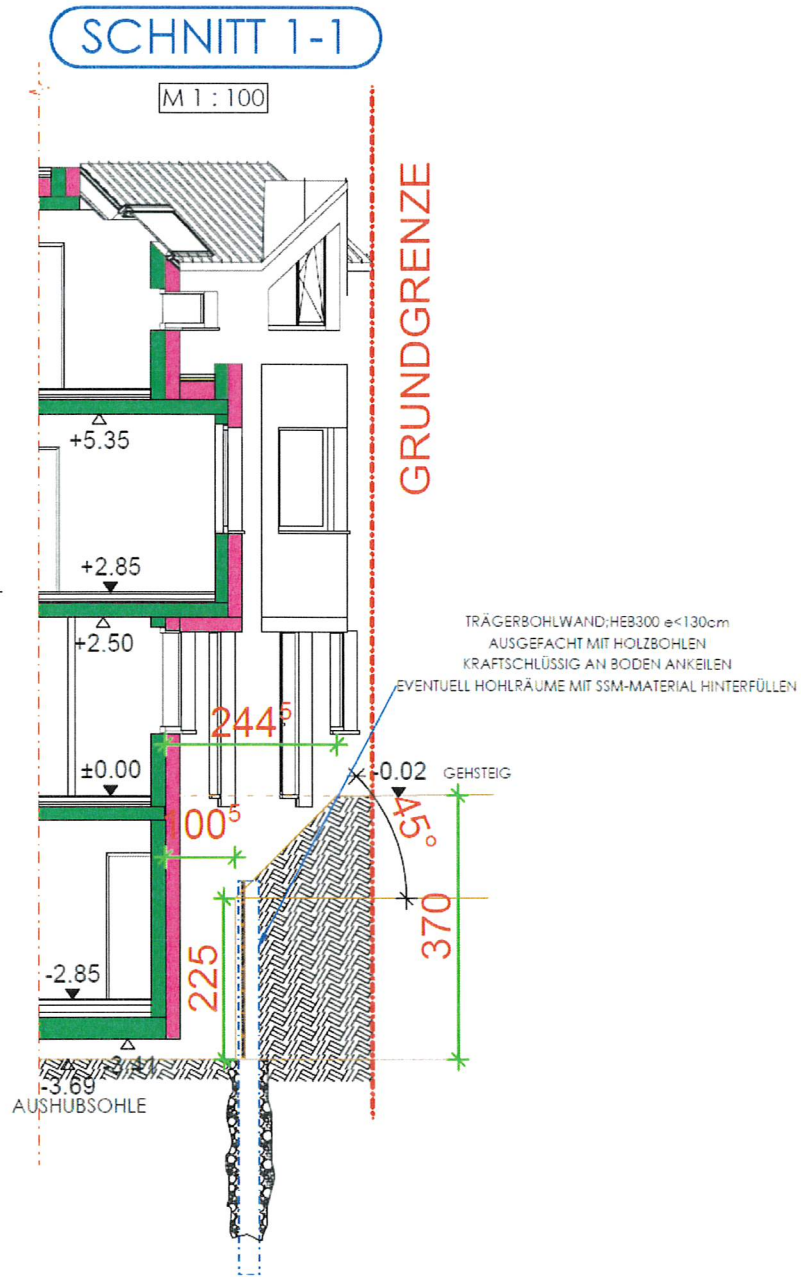 SCHNITT 1-1
M 1 : 100
GRUNDGRENZE
+5.35
+2.85
+2.50
TRÄGERBOHLWAND;HEB300 e<130cm
AUSGEFACHT MIT HOLZBOHLEN
KRAFTSCHLÜSSIG AN BODEN ANKEILEN
EVENTUELL HOHLRÄUME MIT SSM-MATERIAL HINTERFÜLLEN
244⁵
±0.00
-0.02 GEHSTEIG
45°
100⁵
370
225
-2.85
-3.41
-3.69
AUSHUBSOHLE